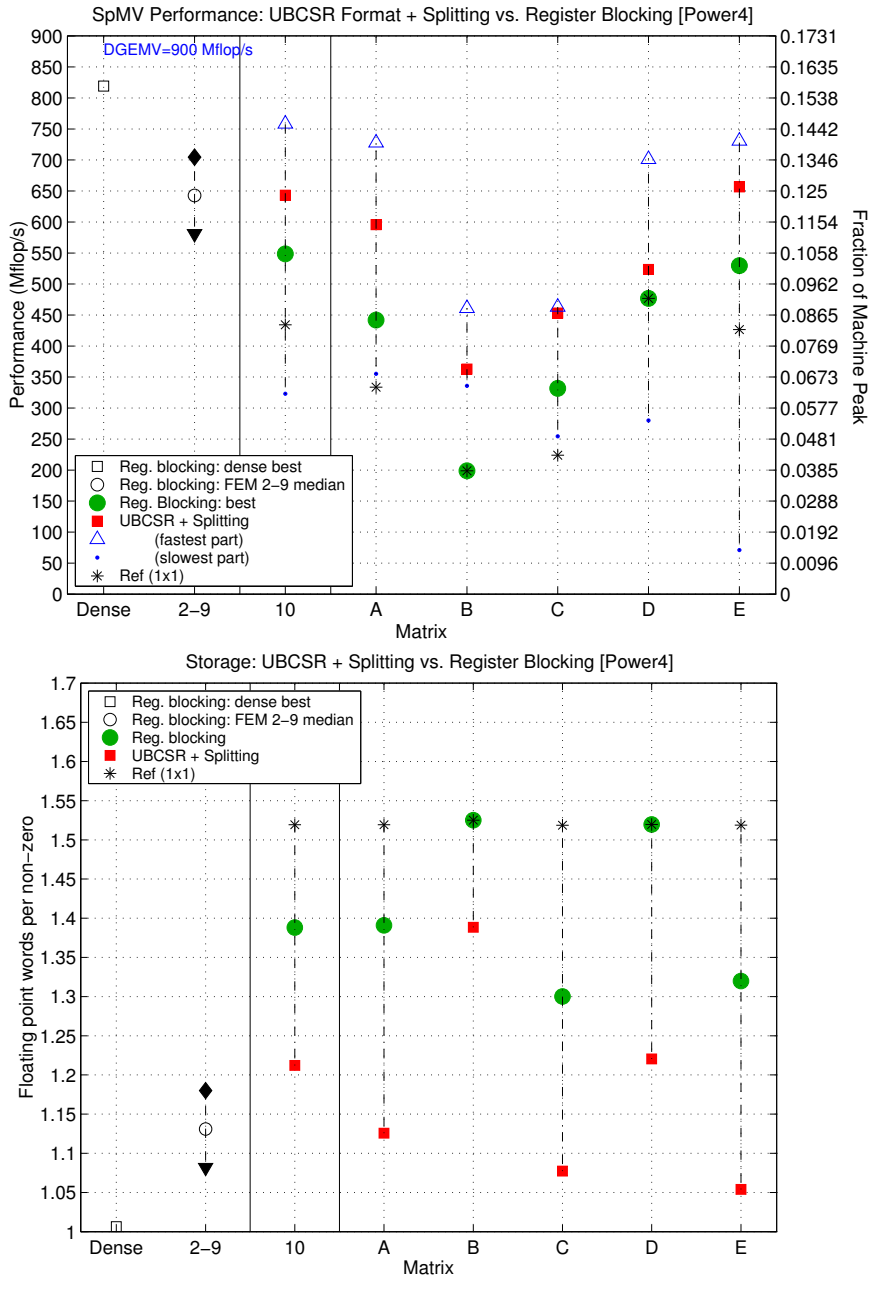 SpMV Performance: UBCSR Format + Splitting vs. Register Blocking [Power4]
DGEMV=900 Mflop/s
Performance (Mflop/s)
900
850
800
750
700
650
600
550
500
450
400
350
300
250
200
150
100
50
0
0.1731
0.1635
0.1538
0.1442
0.1346
0.125
0.1154
0.1058
0.0962
0.0865
0.0769
0.0673
0.0577
0.0481
0.0385
0.0288
0.0192
0.0096
0
Fraction of Machine Peak
Reg. blocking: dense best
Reg. blocking: FEM 2−9 median
Reg. Blocking: best
UBCSR + Splitting
(fastest part)
(slowest part)
Ref (1x1)
Dense 2−9 10 A B C D E
Matrix
Storage: UBCSR + Splitting vs. Register Blocking [Power4]
Floating point words per non−zero
1.7
1.65
1.6
1.55
1.5
1.45
1.4
1.35
1.3
1.25
1.2
1.15
1.1
1.05
1
Reg. blocking: dense best
Reg. blocking: FEM 2−9 median
Reg. blocking
UBCSR + Splitting
Ref (1x1)
Dense 2−9 10 A B C D E
Matrix